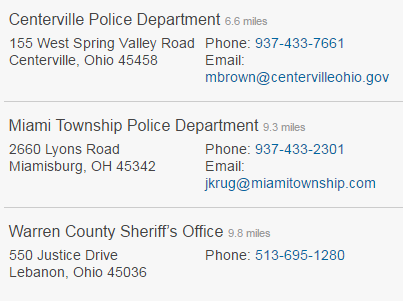 Centerville Police Department 6.6 miles
155 West Spring Valley Road Phone: 937-433-7661
Centerville, Ohio 45458 Email:
mbrown@centervilleohio.gov
Miami Township Police Department 9.3 miles
2660 Lyons Road Phone: 937-433-2301
Miamisburg, OH 45342 Email:
jkrug@miamitownship.com
Warren County Sheriff's Office 9.8 miles
550 Justice Drive Phone: 513-695-1280
Lebanon, Ohio 45036